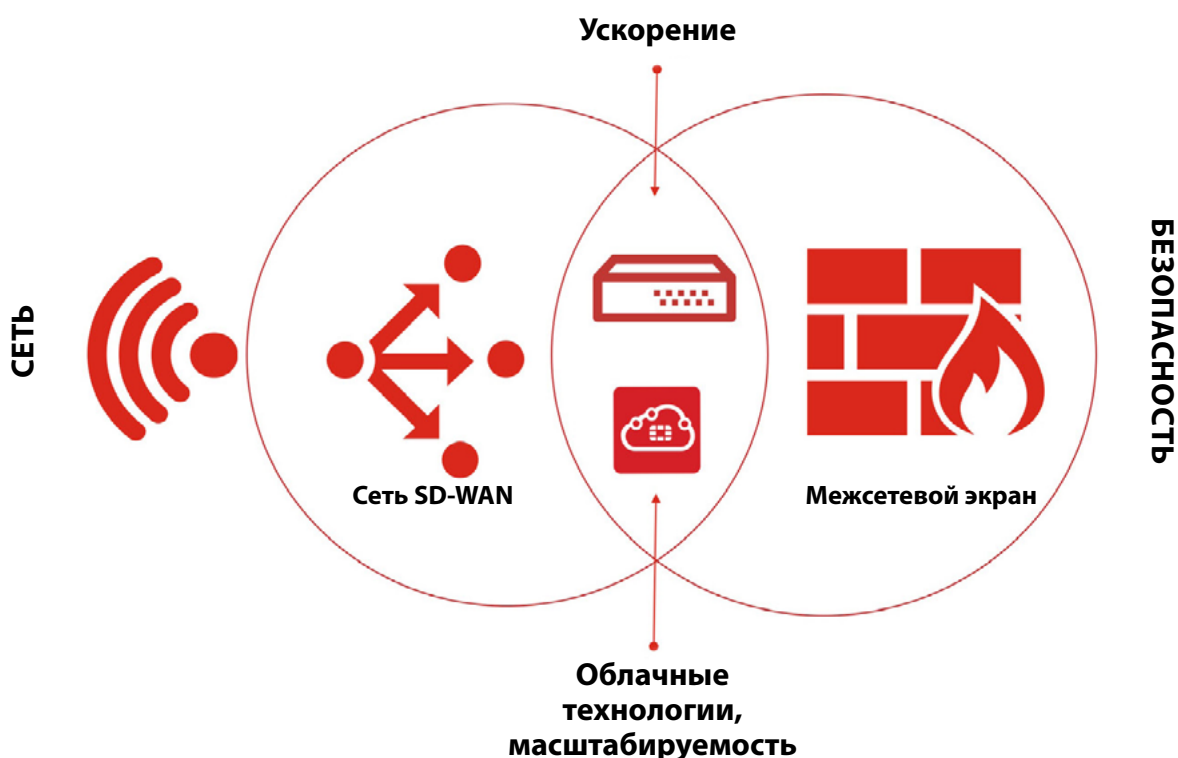 Ускорение
СЕТЬ
БЕЗОПАСНОСТЬ
Сеть SD-WAN
Межсетевой экран
Облачные
технологии,
масштабируемость